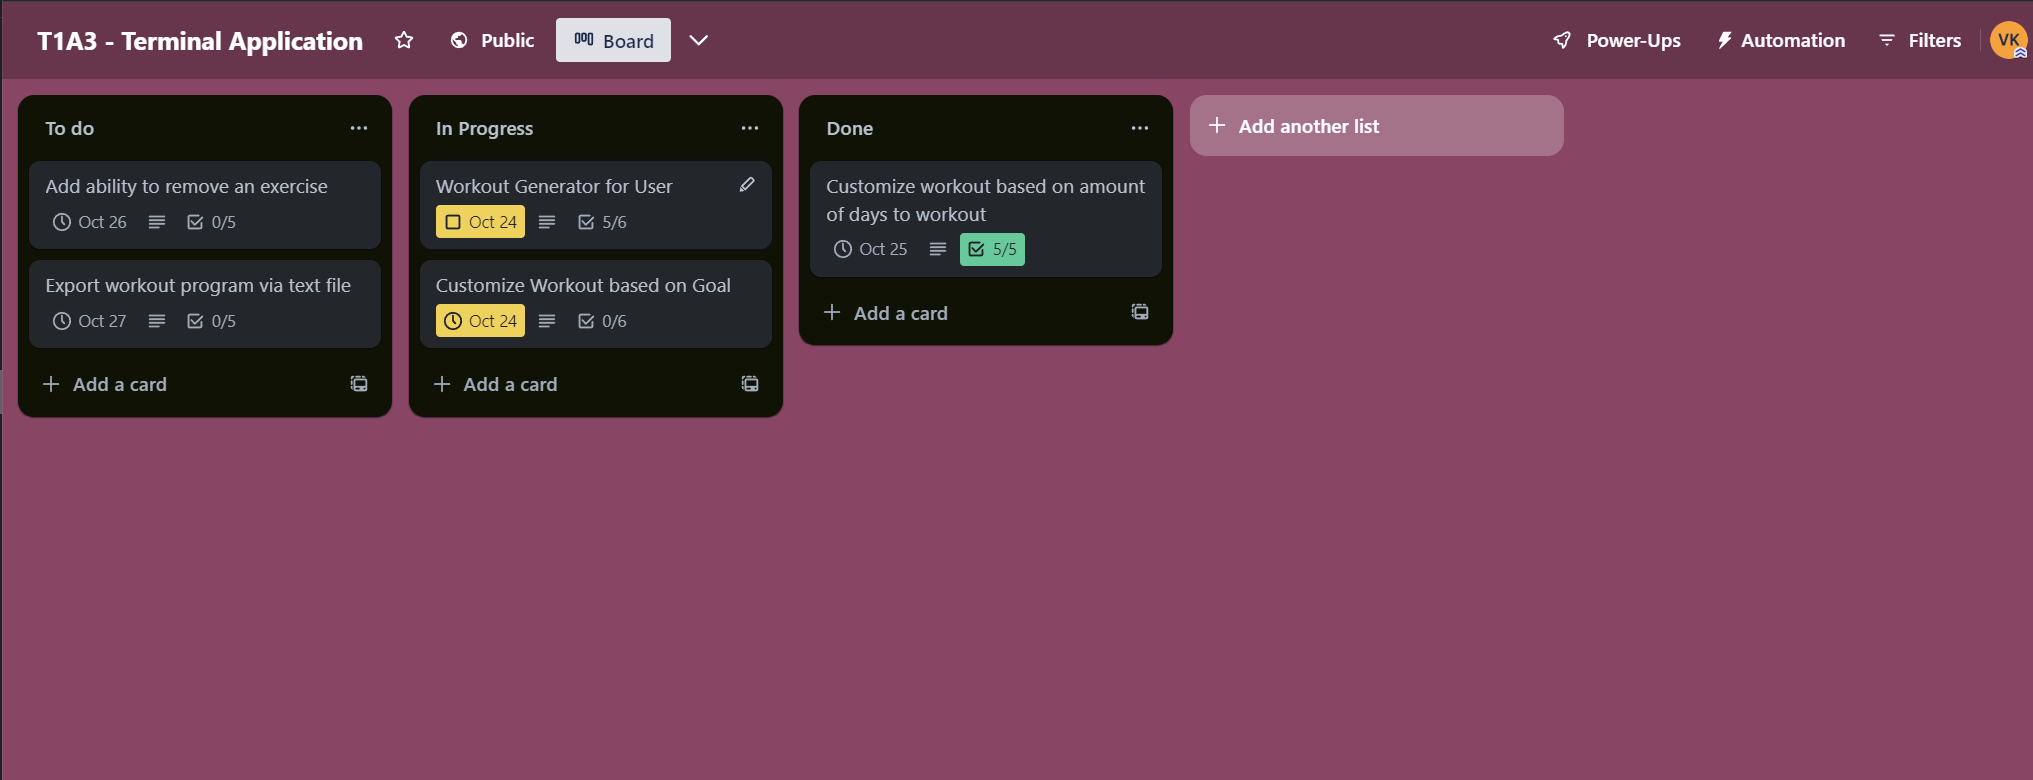 T1A3 - Terminal Application
Public
Board
Power-Ups
Automation
Filters
VK
To do
Add ability to remove an exercise
Oct 26
0/5
Export workout program via text file
Oct 27
0/5
Add a card
In Progress
Workout Generator for User
Oct 24
5/6
Customize Workout based on Goal
Oct 24
0/6
Add a card
Done
Customize workout based on amount
of days to workout
Oct 25
5/5
Add a card
Add another list